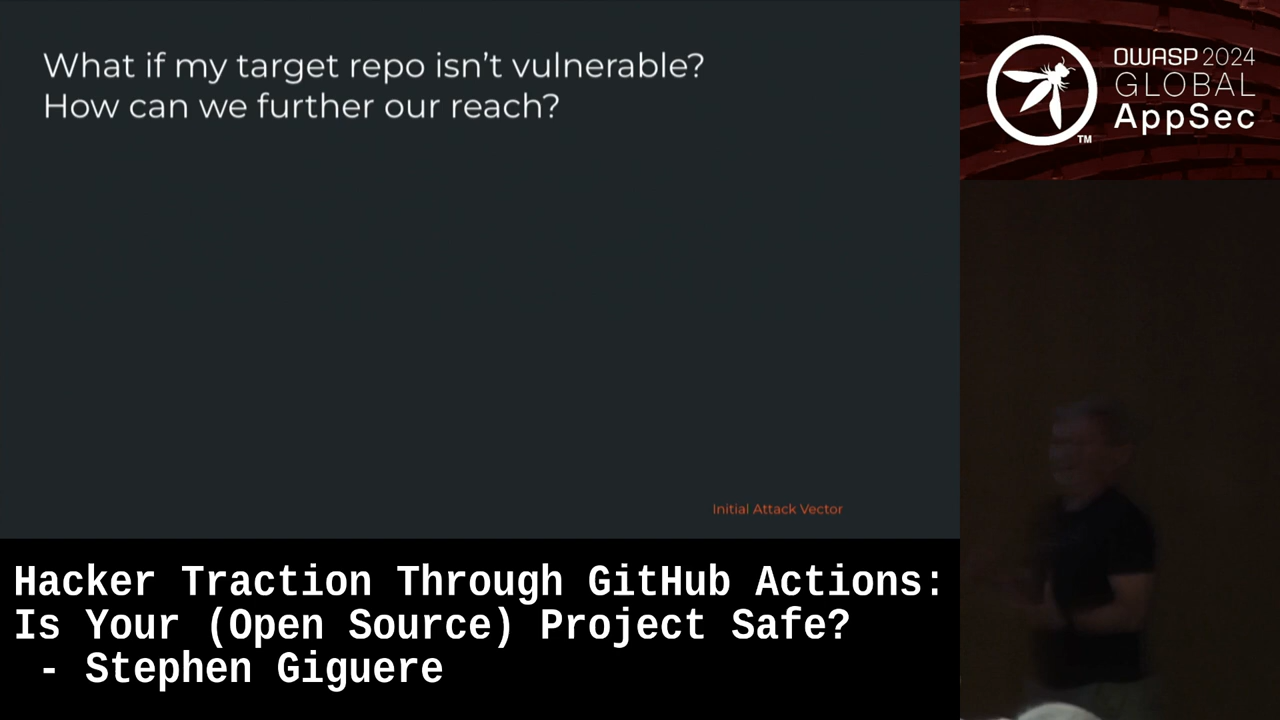 What if my target repo isn’t vulnerable?
How can we further our reach?
Initial Attack Vector
OWASP 2024
GLOBAL
AppSec
TM
Hacker Traction Through GitHub Actions:
Is Your (Open Source) Project Safe?
- Stephen Giguere